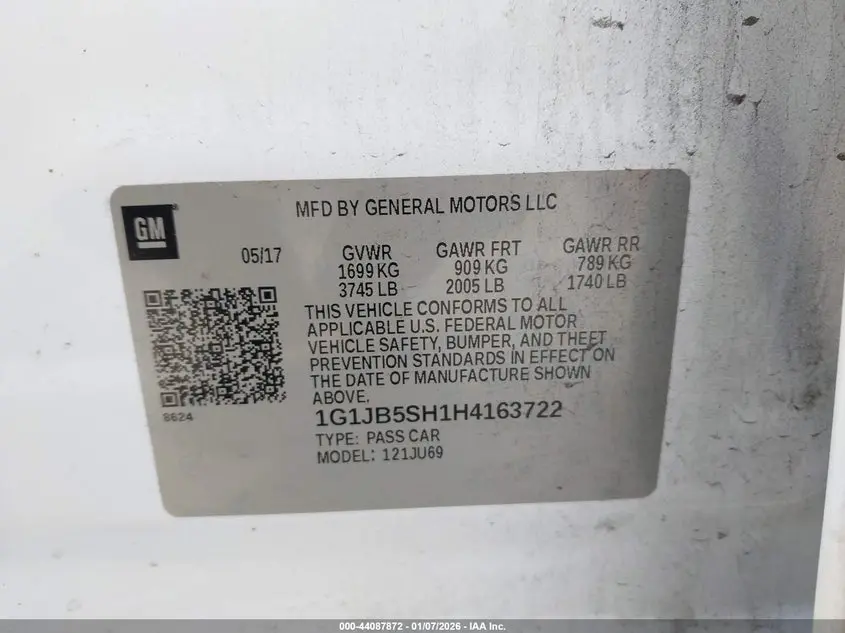 GM
MFD BY GENERAL MOTORS LLC
05/17
GVWR GAWR FRT GAWR RR
1699 KG 909 KG 789 KG
3745 LB 2005 LB 1740 LB
THIS VEHICLE CONFORMS TO ALL
APPLICABLE U.S. FEDERAL MOTOR
VEHICLE SAFETY, BUMPER, AND THEFT
PREVENTION STANDARDS IN EFFECT ON
THE DATE OF MANUFACTURE SHOWN
ABOVE.
8624
1G1JB5SH1H4163722
TYPE: PASS CAR
MODEL: 121JU69
000-44087872 - 01/07/2026 - IAA Inc.